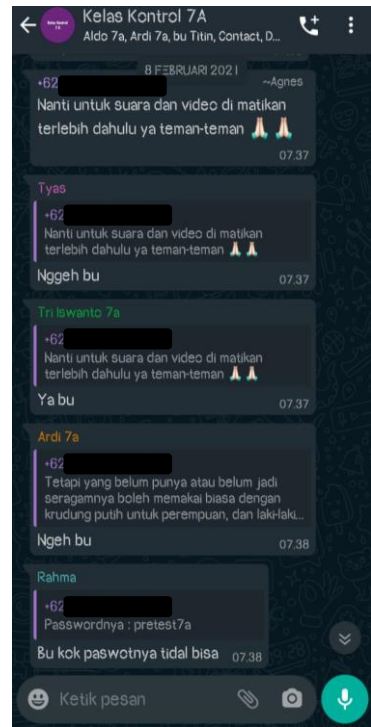 Kelas Kontrol 7A
Aldo 7a, Ardi 7a, bu Titin, Contact, D...
8 FEBRUARI 2021
+62
~Agnes
Nanti untuk suara dan video di matikan
terlebih dahulu ya teman-teman 🙏🏻 🙏🏻
07.37
Tyas
+62
Nanti untuk suara dan video di matikan
terlebih dahulu ya teman-teman 🙏🏻 🙏🏻
Nggeh bu
07.37
Tri Iswanto 7a
+62
Nanti untuk suara dan video di matikan
terlebih dahulu ya teman-teman 🙏🏻 🙏🏻
Ya bu
07.37
Ardi 7a
+62
Tetapi yang belum punya atau belum jadi
seragamnya boleh memakai biasa dengan
krudung putih untuk perempuan, dan laki-laki...
Ngeh bu
07.38
Rahma
+62
Passwordnya : pretest7a
Bu kok paswotnya tidal bisa
07.38
Ketik pesan